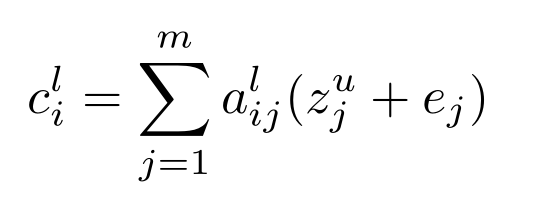 c_i^l = \sum_{j=1}^{m} a_{ij}^l (z_j^u + e_j)